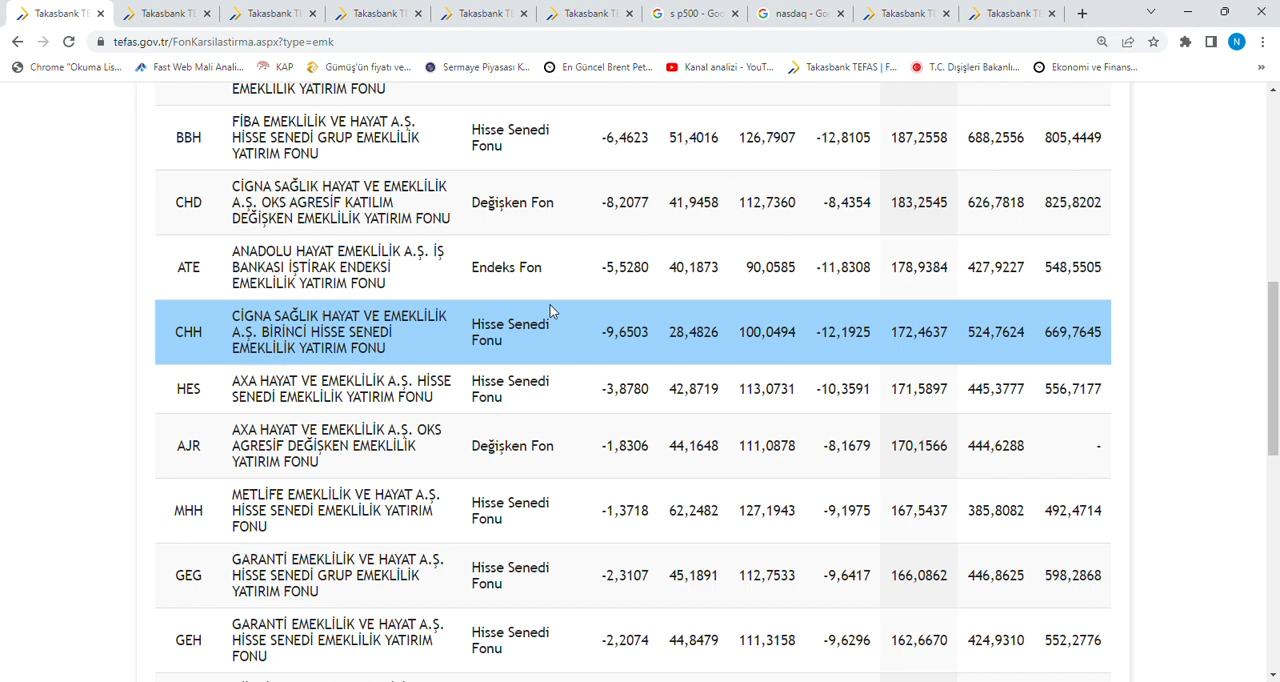 Takasbank TE
Takasbank TE
Takasbank TE
Takasbank TE
Takasbank TE
Takasbank TE
s p500 - Goo
nasdaq - Goo
Takasbank TE
Takasbank TE
tefas.gov.tr/FonKarsilastirma.aspx?type=emk
N
Chrome "Okuma Lis...
Fast Web Mali Anali...
KAP
Gümüş'ün fiyatı ve...
Sermaye Piyasası K...
En Güncel Brent Pet...
Kanal analizi - YouT...
Takasbank TEFAS | F...
T.C. Dışişleri Bakanlı...
Ekonomi ve Finans...
»
EMEKLİLİK YATIRIM FONU
BBH
FİBA EMEKLİLİK VE HAYAT A.Ş.
HİSSE SENEDİ GRUP EMEKLİLİK
YATIRIM FONU
Hisse Senedi
Fonu
-6,4623 51,4016 126,7907 -12,8105 187,2558 688,2556 805,4449
CHD
CİGNA SAĞLIK HAYAT VE EMEKLİLİK
A.Ş. OKS AGRESİF KATILIM
DEĞİŞKEN EMEKLİLİK YATIRIM FONU
Değişken Fon
-8,2077 41,9458 112,7360 -8,4354 183,2545 626,7818 825,8202
ATE
ANADOLU HAYAT EMEKLİLİK A.Ş. İŞ
BANKASI İŞTİRAK ENDEKSİ
EMEKLİLİK YATIRIM FONU
Endeks Fon
-5,5280 40,1873 90,0585 -11,8308 178,9384 427,9227 548,5505
CHH
CİGNA SAĞLIK HAYAT VE EMEKLİLİK
A.Ş. BİRİNCİ HİSSE SENEDİ
EMEKLİLİK YATIRIM FONU
Hisse Senedi
Fonu
-9,6503 28,4826 100,0494 -12,1925 172,4637 524,7624 669,7645
HES
AXA HAYAT VE EMEKLİLİK A.Ş. HİSSE
SENEDİ EMEKLİLİK YATIRIM FONU
Hisse Senedi
Fonu
-3,8780 42,8719 113,0731 -10,3591 171,5897 445,3777 556,7177
AJR
AXA HAYAT VE EMEKLİLİK A.Ş. OKS
AGRESİF DEĞİŞKEN EMEKLİLİK
YATIRIM FONU
Değişken Fon
-1,8306 44,1648 111,0878 -8,1679 170,1566 444,6288 -
MHH
METLİFE EMEKLİLİK VE HAYAT A.Ş.
HİSSE SENEDİ EMEKLİLİK YATIRIM
FONU
Hisse Senedi
Fonu
-1,3718 62,2482 127,1943 -9,1975 167,5437 385,8082 492,4714
GEG
GARANTİ EMEKLİLİK VE HAYAT A.Ş.
HİSSE SENEDİ GRUP EMEKLİLİK
YATIRIM FONU
Hisse Senedi
Fonu
-2,3107 45,1891 112,7533 -9,6417 166,0862 446,8625 598,2868
GEH
GARANTİ EMEKLİLİK VE HAYAT A.Ş.
HİSSE SENEDİ EMEKLİLİK YATIRIM
FONU
Hisse Senedi
Fonu
-2,2074 44,8479 111,3158 -9,6296 162,6670 424,9310 552,2776